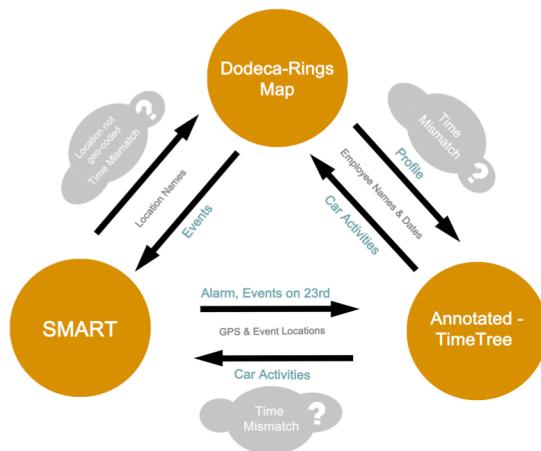 Dodeca-Rings
Map
Location not
geo-coded
Time Mismatch
?
Location Names
Events
Time
Mismatch
?
Profile
Employee Names & Dates
Car Activities
SMART
Alarm, Events on 23rd
GPS & Event Locations
Car Activities
Annotated -
TimeTree
Time
Mismatch
?